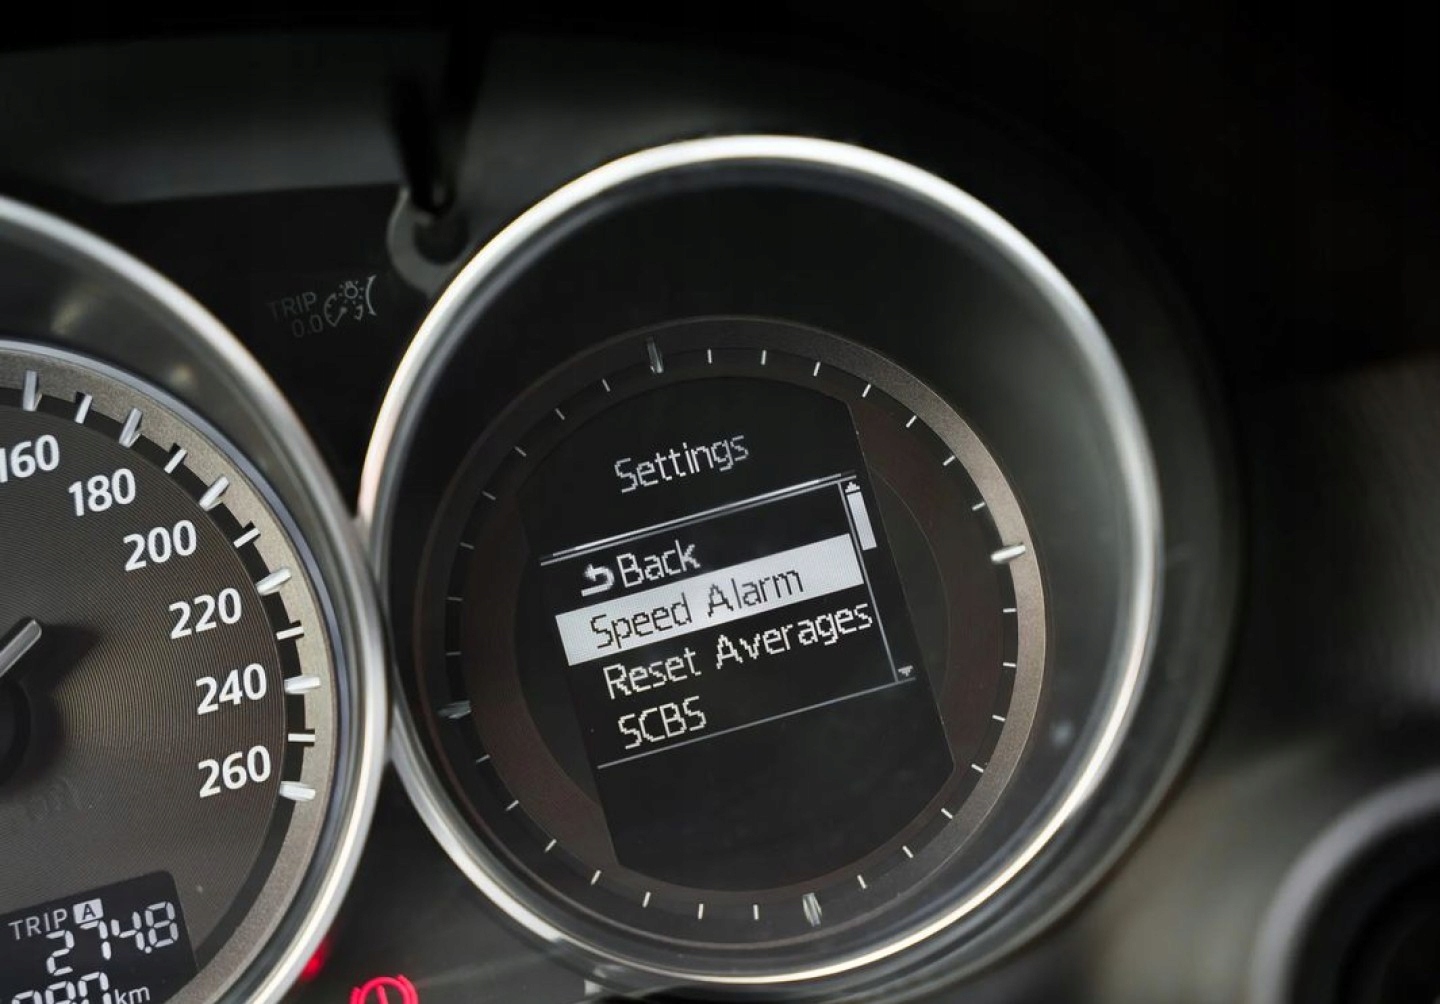 TRIP
0.0
160
180
200
220
240
260
Settings
Back
Speed Alarm
Reset Averages
SCBS
TRIP A
274.8
km